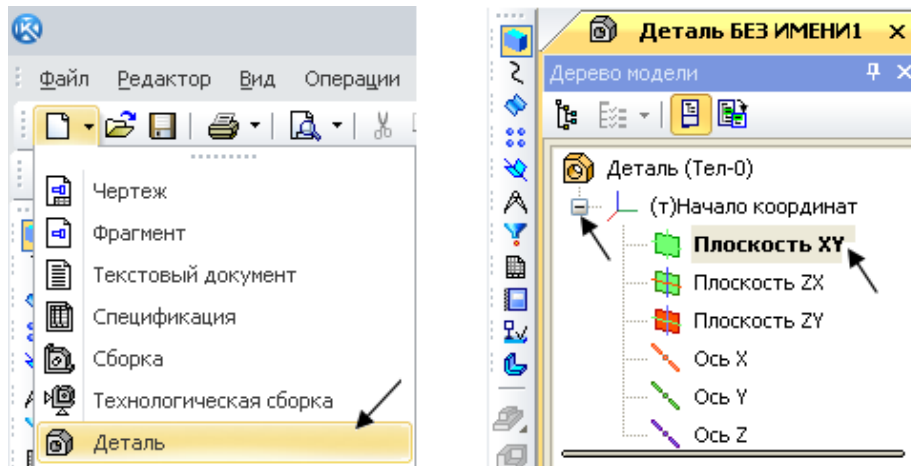 Файл Редактор Вид Операции
Чертеж
Фрагмент
Текстовый документ
Спецификация
Сборка
Технологическая сборка
Деталь
Деталь БЕЗ ИМЕНИ1
Дерево модели
Деталь (Тел-0)
(т)Начало координат
Плоскость XY
Плоскость ZX
Плоскость ZY
Ось X
Ось Y
Ось Z